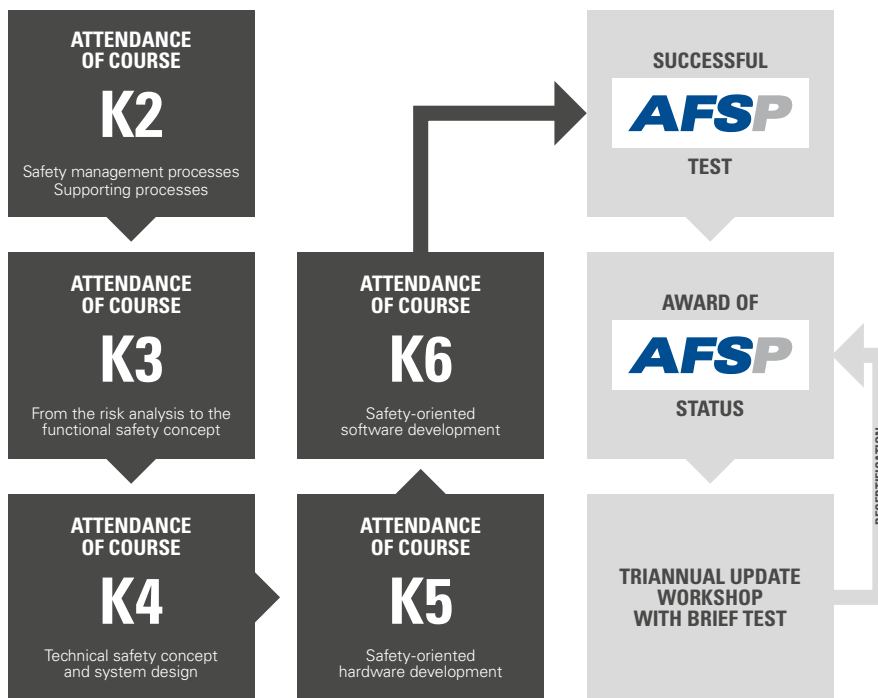 ATTENDANCE
OF COURSE
K2
Safety management processes
Supporting processes
ATTENDANCE
OF COURSE
K3
From the risk analysis to the
functional safety concept
ATTENDANCE
OF COURSE
K4
Technical safety concept
and system design
ATTENDANCE
OF COURSE
K5
Safety-oriented
hardware development
ATTENDANCE
OF COURSE
K6
Safety-oriented
software development
SUCCESSFUL
AFSP
TEST
AWARD OF
AFSP
STATUS
TRIANNUAL UPDATE
WORKSHOP
WITH BRIEF TEST
RECERTIFICATION